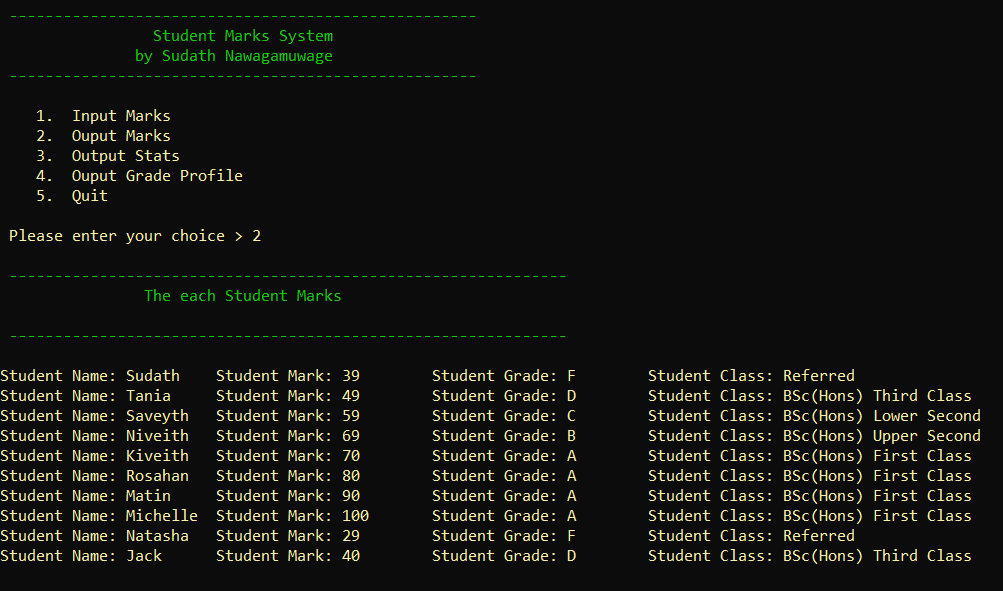 ----------------------------------------------------
Student Marks System
by Sudath Nawagamuwage
----------------------------------------------------
1. Input Marks
2. Ouput Marks
3. Output Stats
4. Ouput Grade Profile
5. Quit
Please enter your choice > 2
--------------------------------------------------------------
The each Student Marks
--------------------------------------------------------------
Student Name: Sudath Student Mark: 39 Student Grade: F Student Class: Referred
Student Name: Tania Student Mark: 49 Student Grade: D Student Class: BSc(Hons) Third Class
Student Name: Saveyth Student Mark: 59 Student Grade: C Student Class: BSc(Hons) Lower Second
Student Name: Niveith Student Mark: 69 Student Grade: B Student Class: BSc(Hons) Upper Second
Student Name: Kiveith Student Mark: 70 Student Grade: A Student Class: BSc(Hons) First Class
Student Name: Rosahan Student Mark: 80 Student Grade: A Student Class: BSc(Hons) First Class
Student Name: Matin Student Mark: 90 Student Grade: A Student Class: BSc(Hons) First Class
Student Name: Michelle Student Mark: 100 Student Grade: A Student Class: BSc(Hons) First Class
Student Name: Natasha Student Mark: 29 Student Grade: F Student Class: Referred
Student Name: Jack Student Mark: 40 Student Grade: D Student Class: BSc(Hons) Third Class